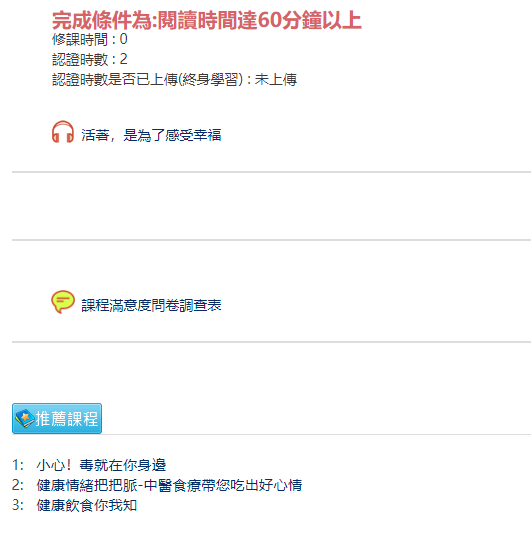 完成條件為:閱讀時間達60分鐘以上
修課時間 : 0
認證時數 : 2
認證時數是否已上傳(終身學習) : 未上傳
活著，是為了感受幸福
課程滿意度問卷調查表
推薦課程
1: 小心！毒就在你身邊
2: 健康情緒把把脈-中醫食療帶您吃出好心情
3: 健康飲食你我知